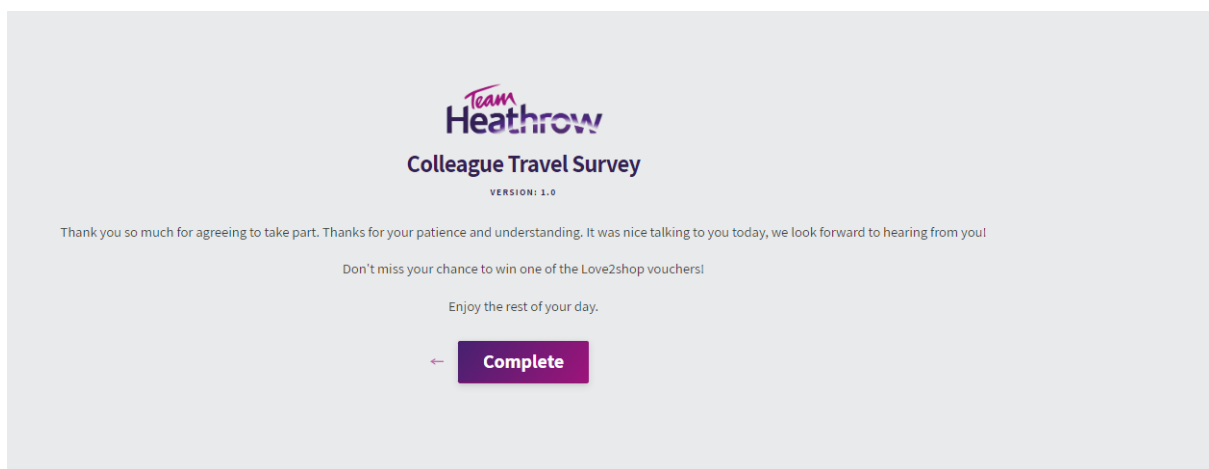 Team
Heathrow
Colleague Travel Survey
VERSION: 1.0
Thank you so much for agreeing to take part. Thanks for your patience and understanding. It was nice talking to you today, we look forward to hearing from you!
Don't miss your chance to win one of the Love2shop vouchers!
Enjoy the rest of your day.
← Complete